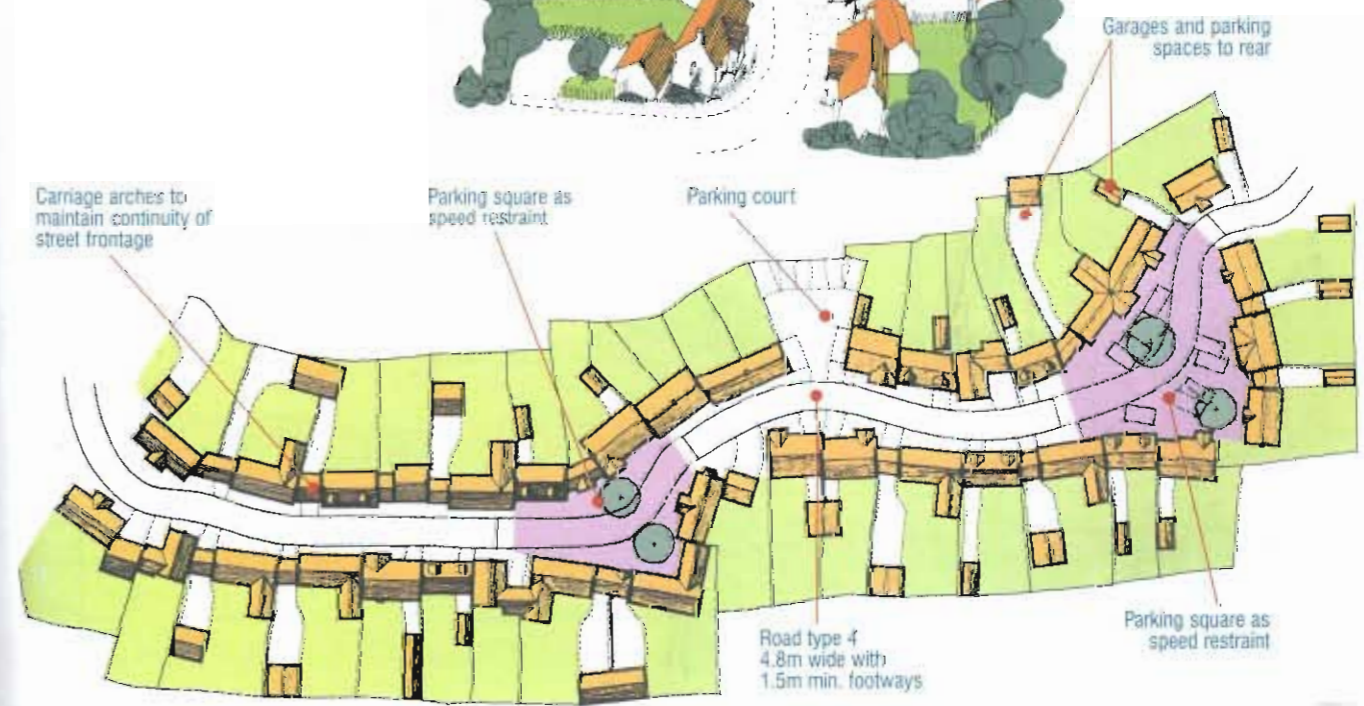 Garages and parking
spaces to rear
Carriage arches to
maintain continuity of
street frontage
Parking square as
speed restraint
Parking court
Road type 4
4.8m wide with
1.5m min. footways
Parking square as
speed restraint